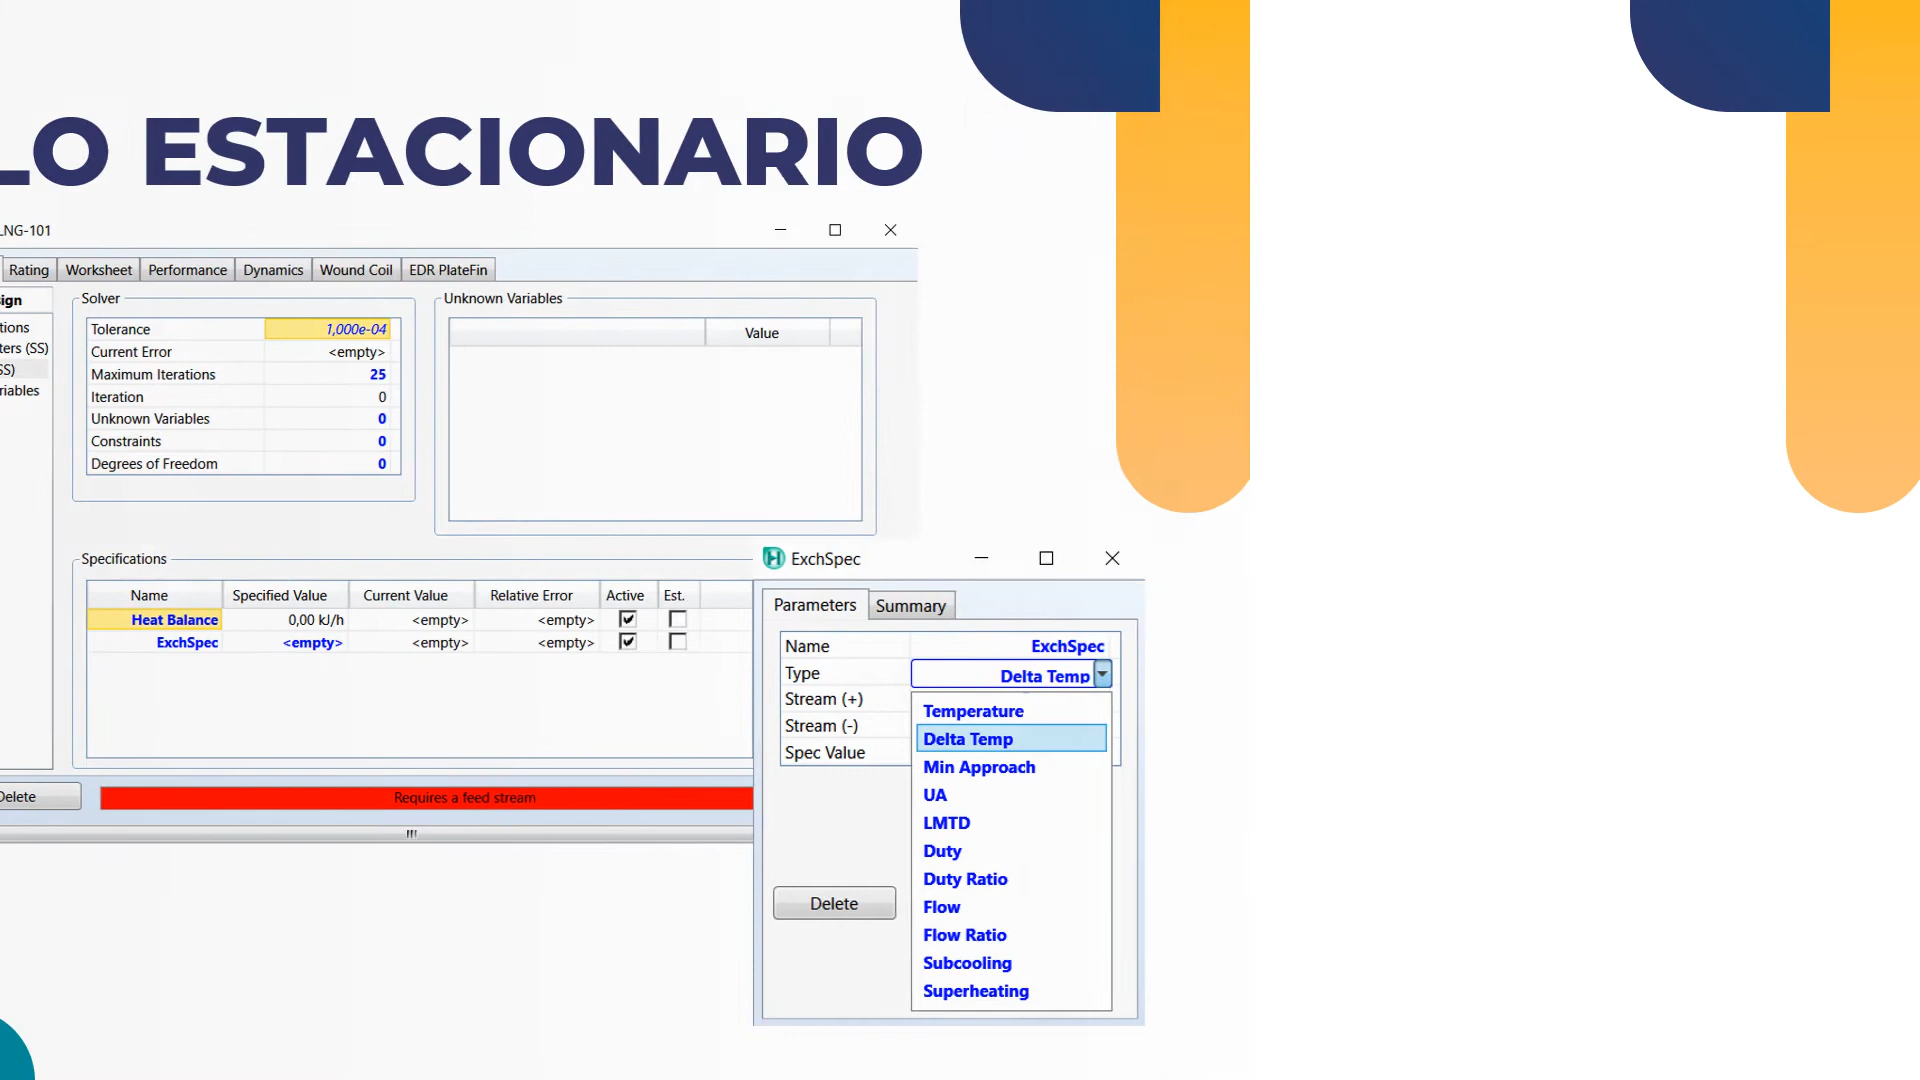 LO ESTACIONARIO
LNG-101
Rating Worksheet Performance Dynamics Wound Coil EDR PlateFin
ign
tions
ters (SS)
SS)
riables
Solver
Tolerance 1,000e-04
Current Error <empty>
Maximum Iterations 25
Iteration 0
Unknown Variables 0
Constraints 0
Degrees of Freedom 0
Unknown Variables
Value
Specifications
Name Specified Value Current Value Relative Error Active Est.
Heat Balance 0,00 kJ/h <empty> <empty>
ExchSpec <empty> <empty> <empty>
Delete
Requires a feed stream
ExchSpec
Parameters Summary
Name ExchSpec
Type Delta Temp
Stream (+)
Stream (-)
Spec Value
Temperature
Delta Temp
Min Approach
UA
LMTD
Duty
Duty Ratio
Flow
Flow Ratio
Subcooling
Superheating
Delete